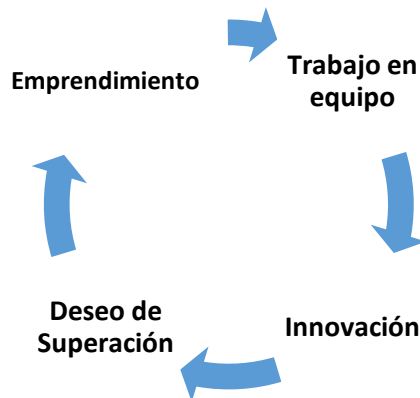 Emprendimiento
Trabajo en
equipo
Innovación
Deseo de
Superación